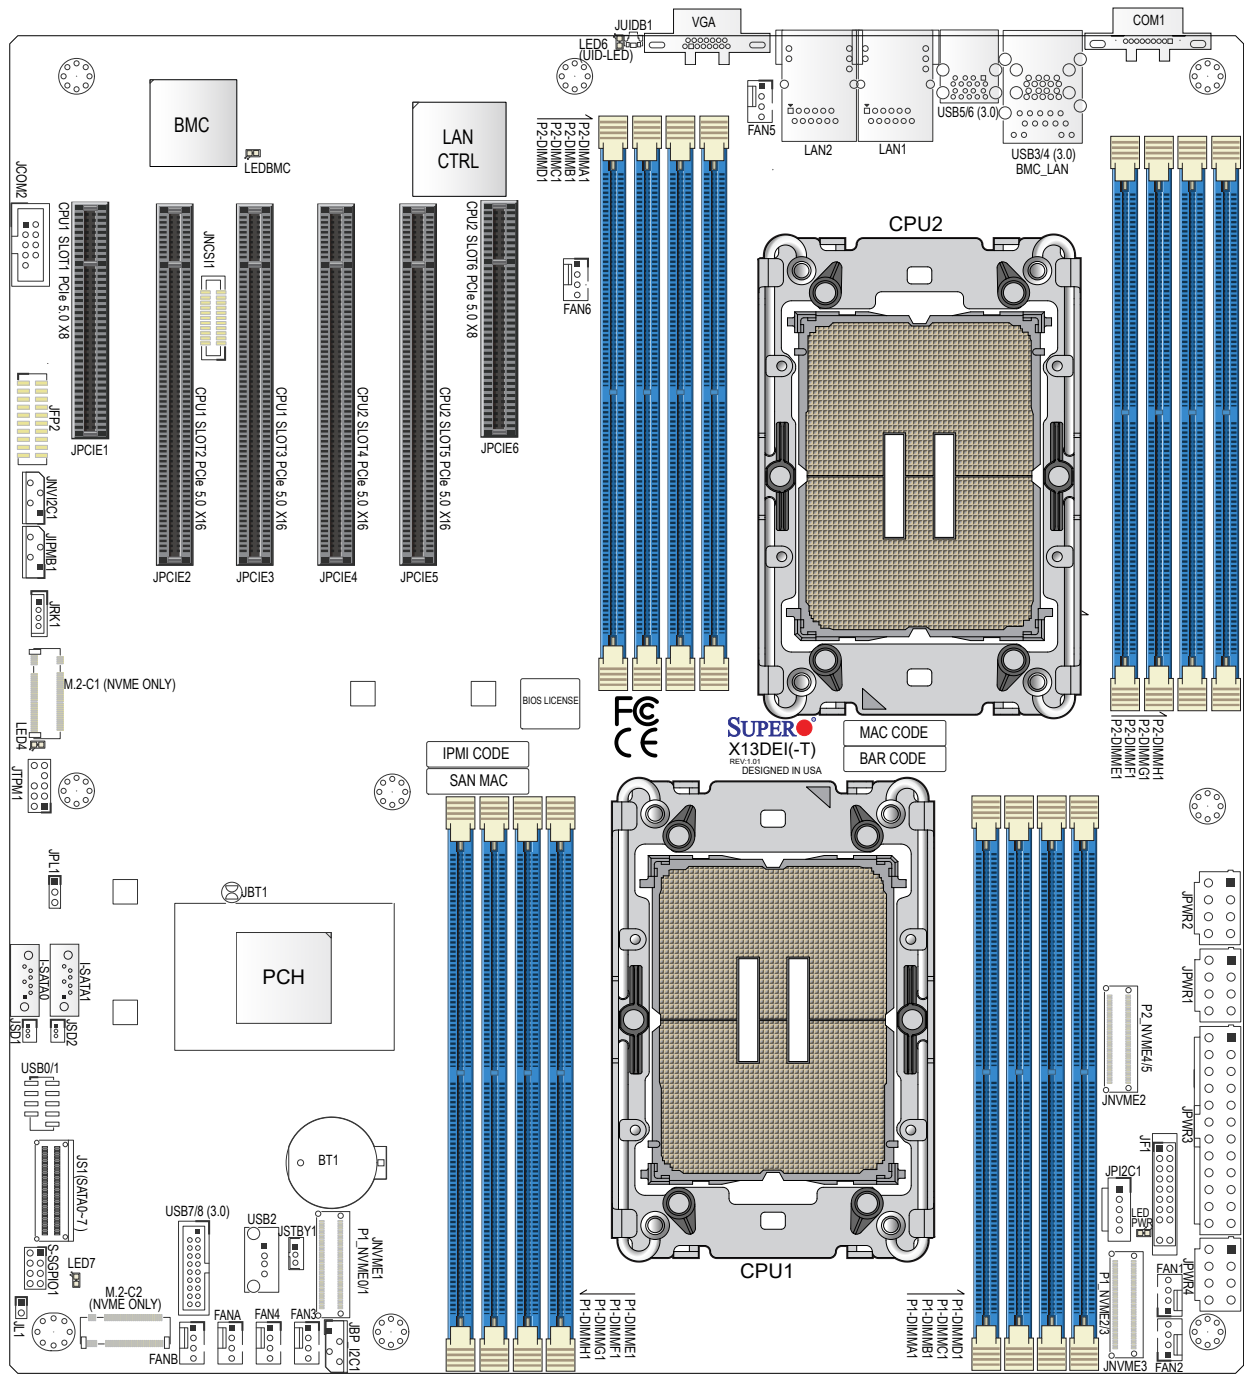 JUIDB1
VGA
COM1
LED6
(UID-LED)
BMC
LAN
CTRL
LEDBMC
FAN5
LAN2
LAN1
USB5/6 (3.0)
USB3/4 (3.0)
BMC_LAN
P2-DIMMA1
P2-DIMMB1
P2-DIMMC1
P2-DIMMD1
JCOM2
CPU1 SLOT1 PCIe 5.0 X8
JNCSI1
CPU2 SLOT6 PCIe 5.0 X8
CPU2
FAN6
JFP2
JPCIE1
CPU1 SLOT2 PCIe 5.0 X16
CPU1 SLOT3 PCIe 5.0 X16
CPU2 SLOT4 PCIe 5.0 X16
CPU2 SLOT5 PCIe 5.0 X16
JPCIE6
JNVI2C1
JIPMB1
JPCIE2
JPCIE3
JPCIE4
JPCIE5
JRK1
M.2-C1 (NVME ONLY)
BIOS LICENSE
FC
CE
LED4
SUPER
X13DEI(-T)
REV:1.01
DESIGNED IN USA
MAC CODE
BAR CODE
IPMI CODE
SAN MAC
P2-DIMMH1
P2-DIMMG1
P2-DIMMF1
P2-DIMME1
JTPM1
JPL1
JBT1
PCH
JPWR2
I-SATA0
I-SATA1
JPWR1
JSD1
JSD2
P2_NVME4/5
JNVME2
USB0/1
JPWR3
JF1
JIS1(SATA0~7)
BT1
JPI2C1
USB7/8 (3.0)
USB2
JSTBY1
JNVME1
P1_NVME0/1
LED
PWR
S-SGPIO1
LED7
M.2-C2
(NVME ONLY)
JL1
CPU1
FAN1
P1_NVME2/3
JPWR4
FANA
FAN4
FAN3
FANB
JBP_I2C1
P1-DIMME1
P1-DIMMF1
P1-DIMMG1
P1-DIMMH1
P1-DIMMD1
P1-DIMMC1
P1-DIMMB1
P1-DIMMA1
JNVME3
FAN2